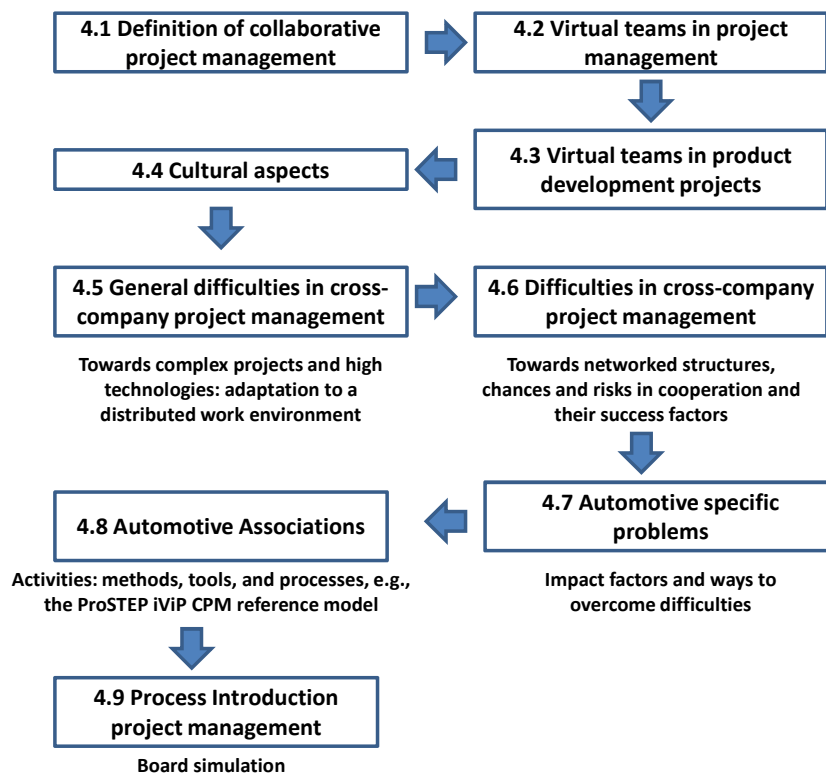 4.1 Definition of collaborative
project management
4.2 Virtual teams in project
management
4.3 Virtual teams in product
development projects
4.4 Cultural aspects
4.5 General difficulties in cross-
company project management
Towards complex projects and high
technologies: adaptation to a
distributed work environment
4.6 Difficulties in cross-company
project management
Towards networked structures,
chances and risks in cooperation and
their success factors
4.7 Automotive specific
problems
Impact factors and ways to
overcome difficulties
4.8 Automotive Associations
Activities: methods, tools, and processes, e.g.,
the ProSTEP iViP CPM reference model
4.9 Process Introduction
project management
Board simulation